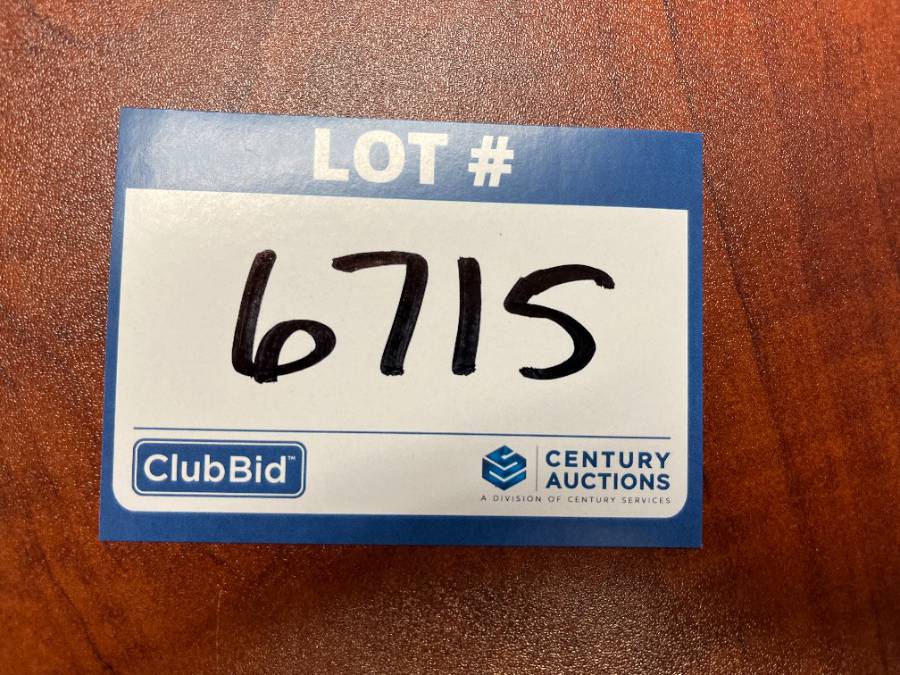 LOT #
6715
ClubBid™
CENTURY
AUCTIONS
A DIVISION OF CENTURY SERVICES